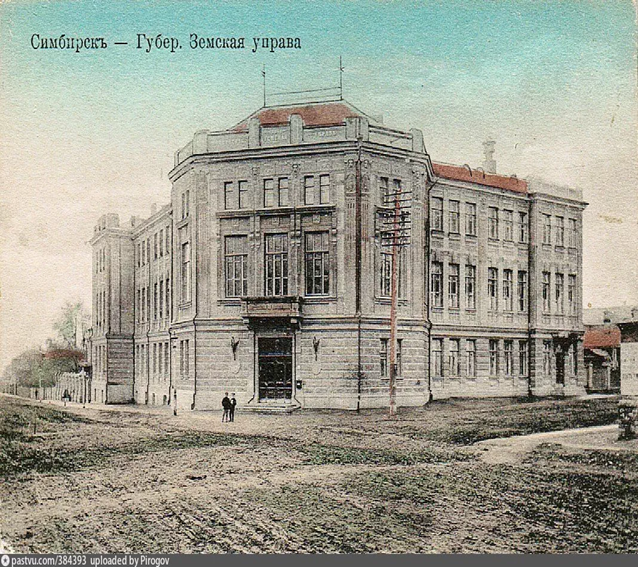 Симбирскъ — Губер. Земская управа
pastvu.com/384393 uploaded by Pirogov